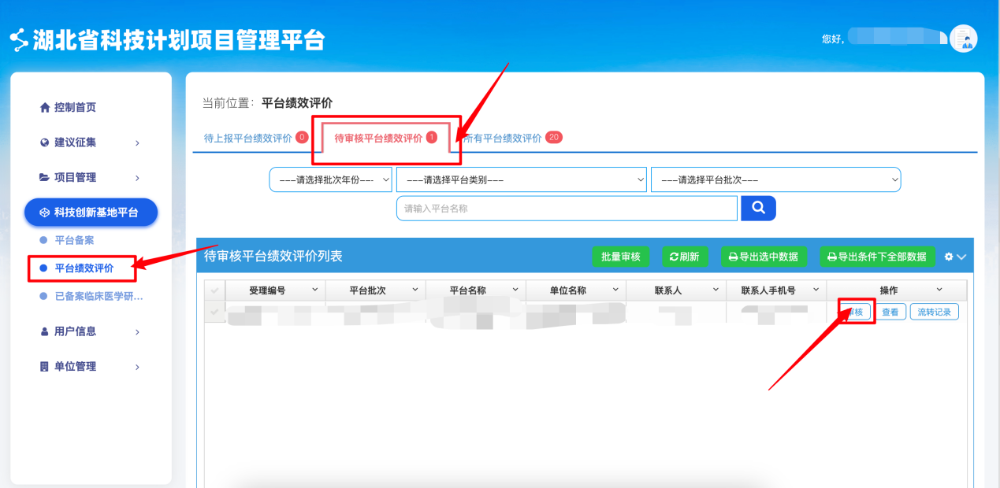 湖北省科技计划项目管理平台
您好,
控制首页
建议征集
项目管理
科技创新基地平台
平台备案
平台绩效评价
已备案临床医学研...
用户信息
单位管理
当前位置: 平台绩效评价
待上报平台绩效评价 0 待审核平台绩效评价 1 所有平台绩效评价 20
---请选择批次年份--- ---请选择平台类别--- ---请选择平台批次---
请输入平台名称
待审核平台绩效评价列表 批量审核 刷新 导出选中数据 导出条件下全部数据
受理编号 平台批次 平台名称 单位名称 联系人 联系人手机号 操作
审核 查看 流转记录